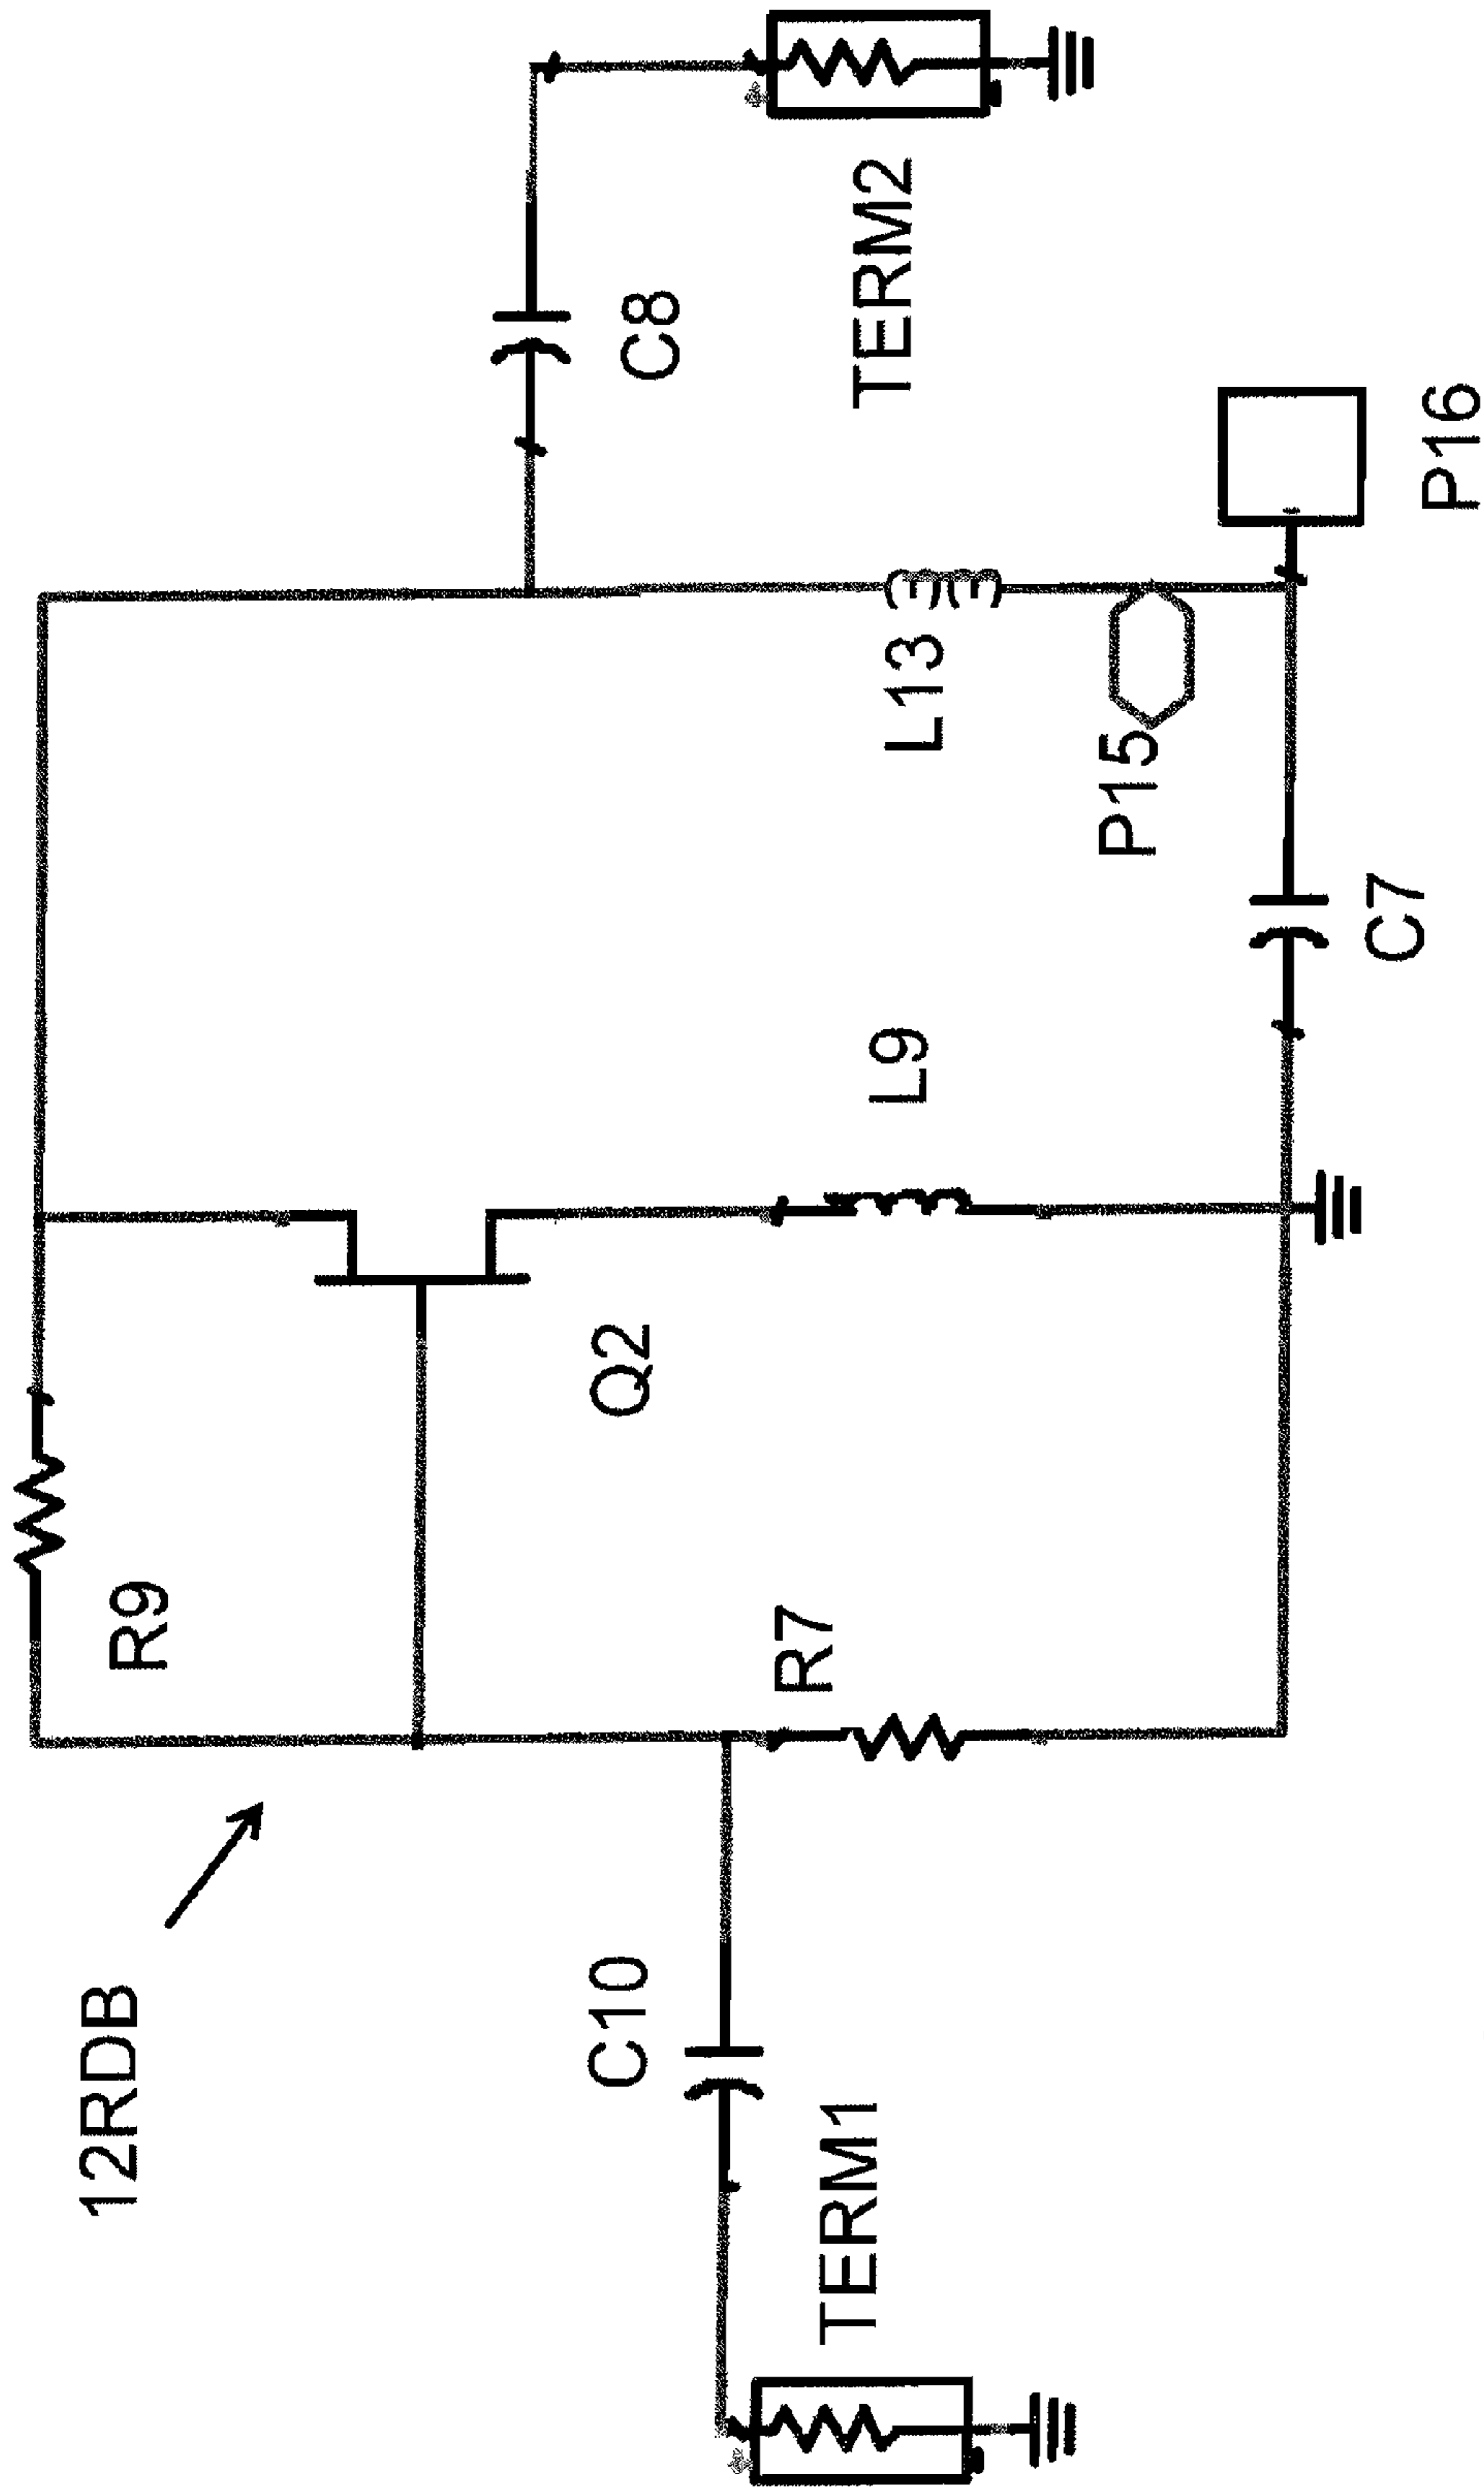 12RDB
R9
Q2
C10
TERM1
R7
L9
L13
C8
TERM2
P15
C7
P16